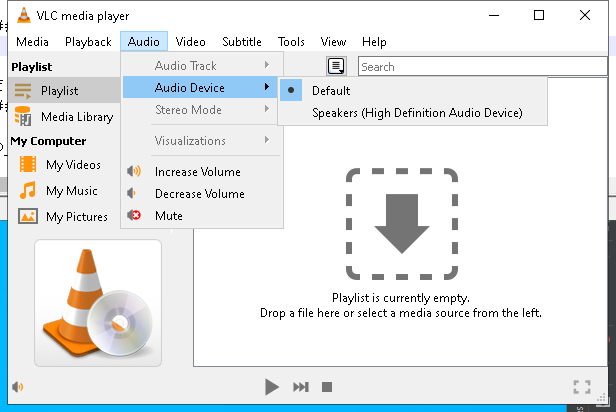 VLC media player
Media Playback Audio Video Subtitle Tools View Help
Playlist
Playlist
Media Library
My Computer
My Videos
My Music
My Pictures
Audio Track
Audio Device
Stereo Mode
Visualizations
Increase Volume
Decrease Volume
Mute
Default
Speakers (High Definition Audio Device)
Search
Playlist is currently empty.
Drop a file here or select a media source from the left.